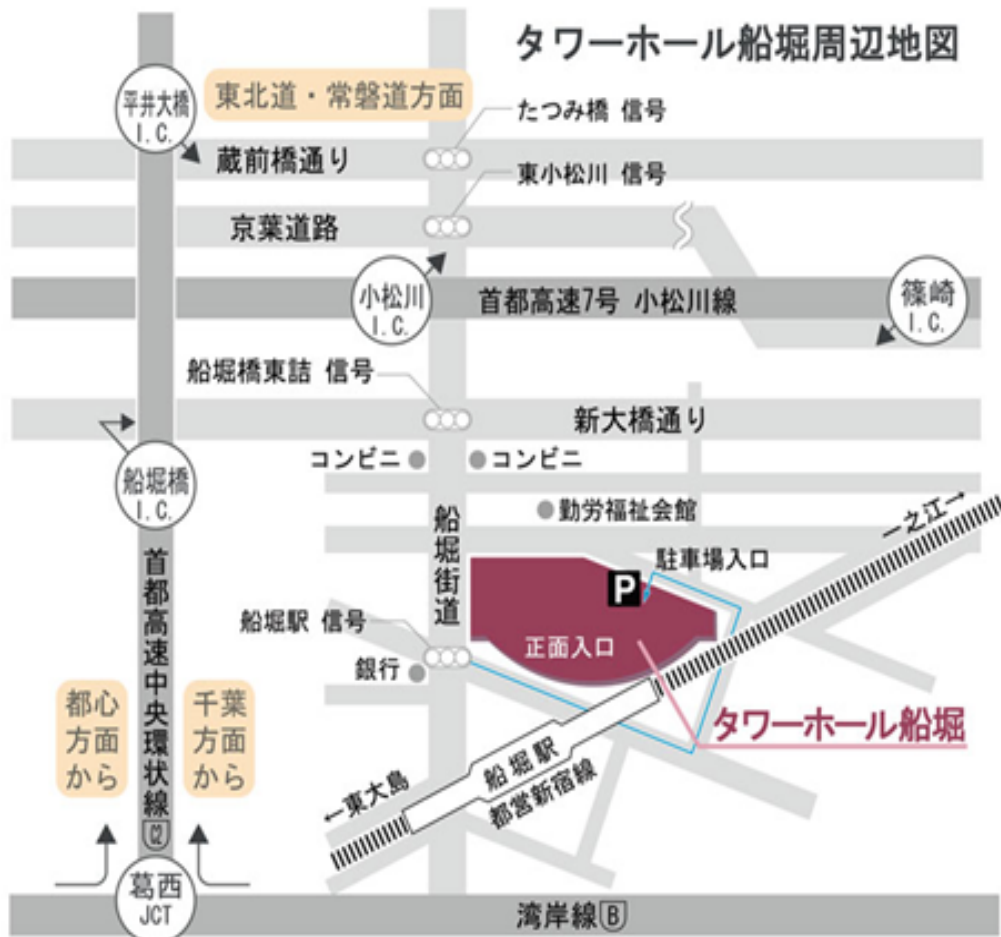 タワーホール船堀周辺地図
平井大橋
I.C.
東北道・常磐道方面
たつみ橋 信号
蔵前橋通り
東小松川 信号
京葉道路
小松川
I.C.
首都高速7号 小松川線
篠崎
I.C.
船堀橋東詰 信号
新大橋通り
コンビニ
コンビニ
船堀橋
I.C.
勤労福祉会館
一之江→
船堀街道
駐車場入口
P
首都高速中央環状線
C2
船堀駅 信号
正面入口
銀行
都心
方面
から
千葉
方面
から
タワーホール船堀
船堀駅
都営新宿線
←東大島
葛西
JCT
湾岸線B